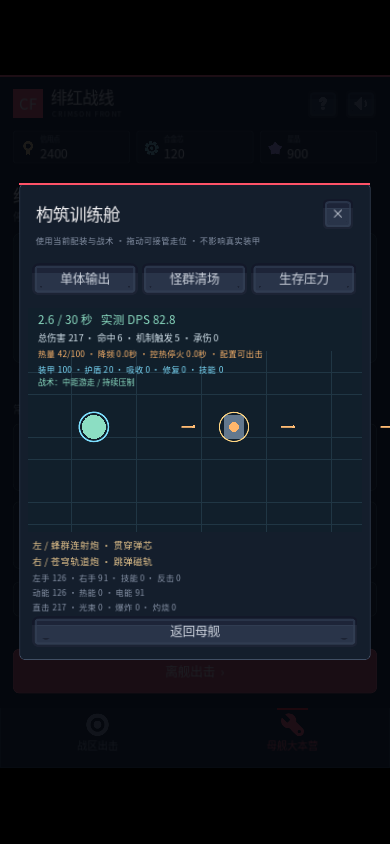 CF 绯红战线
2400 120 900
构筑训练舱
×
使用当前配装与战术 · 拖动可接管走位 · 不影响真实装甲
单体输出 怪群清场 生存压力
2.6 / 30 秒 实测 DPS 82.8
总伤害 217 · 命中 6 · 机制触发 5 · 承伤 0
热量 42/100 · 降频 0.0秒 · 控热停火 0.0秒 · 配置可出击
装甲 100 · 护盾 20 · 吸收 0 · 修复 0 · 技能 0
战术：中距游走 / 持续压制
左 / 蜂群连射炮 · 贯穿弹芯
右 / 苍穹轨道炮 · 跳弹磁轨
左手 126 · 右手 91 · 技能 0 · 反击 0
动能 126 · 热能 0 · 电能 91
直击 217 · 光束 0 · 爆炸 0 · 灼烧 0
返回母舰